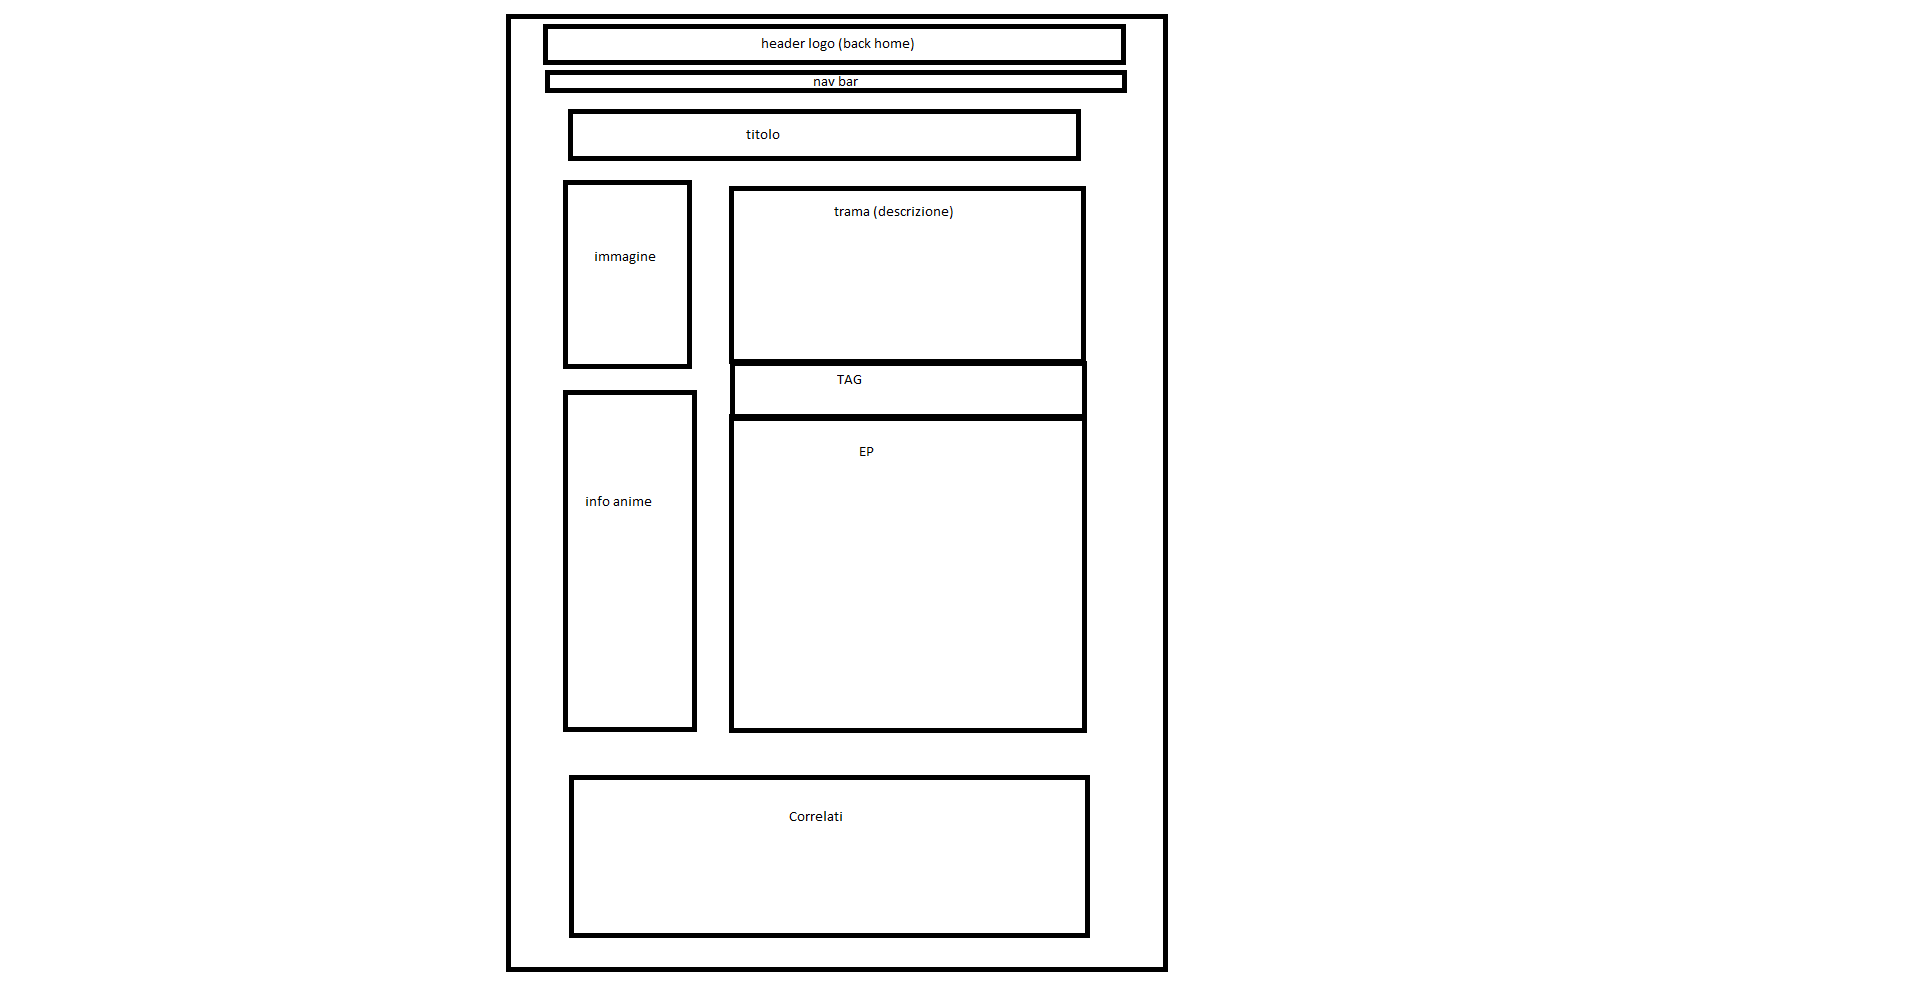 header logo (back home)
nav bar
titolo
immagine
trama (descrizione)
TAG
EP
info anime
Correlati